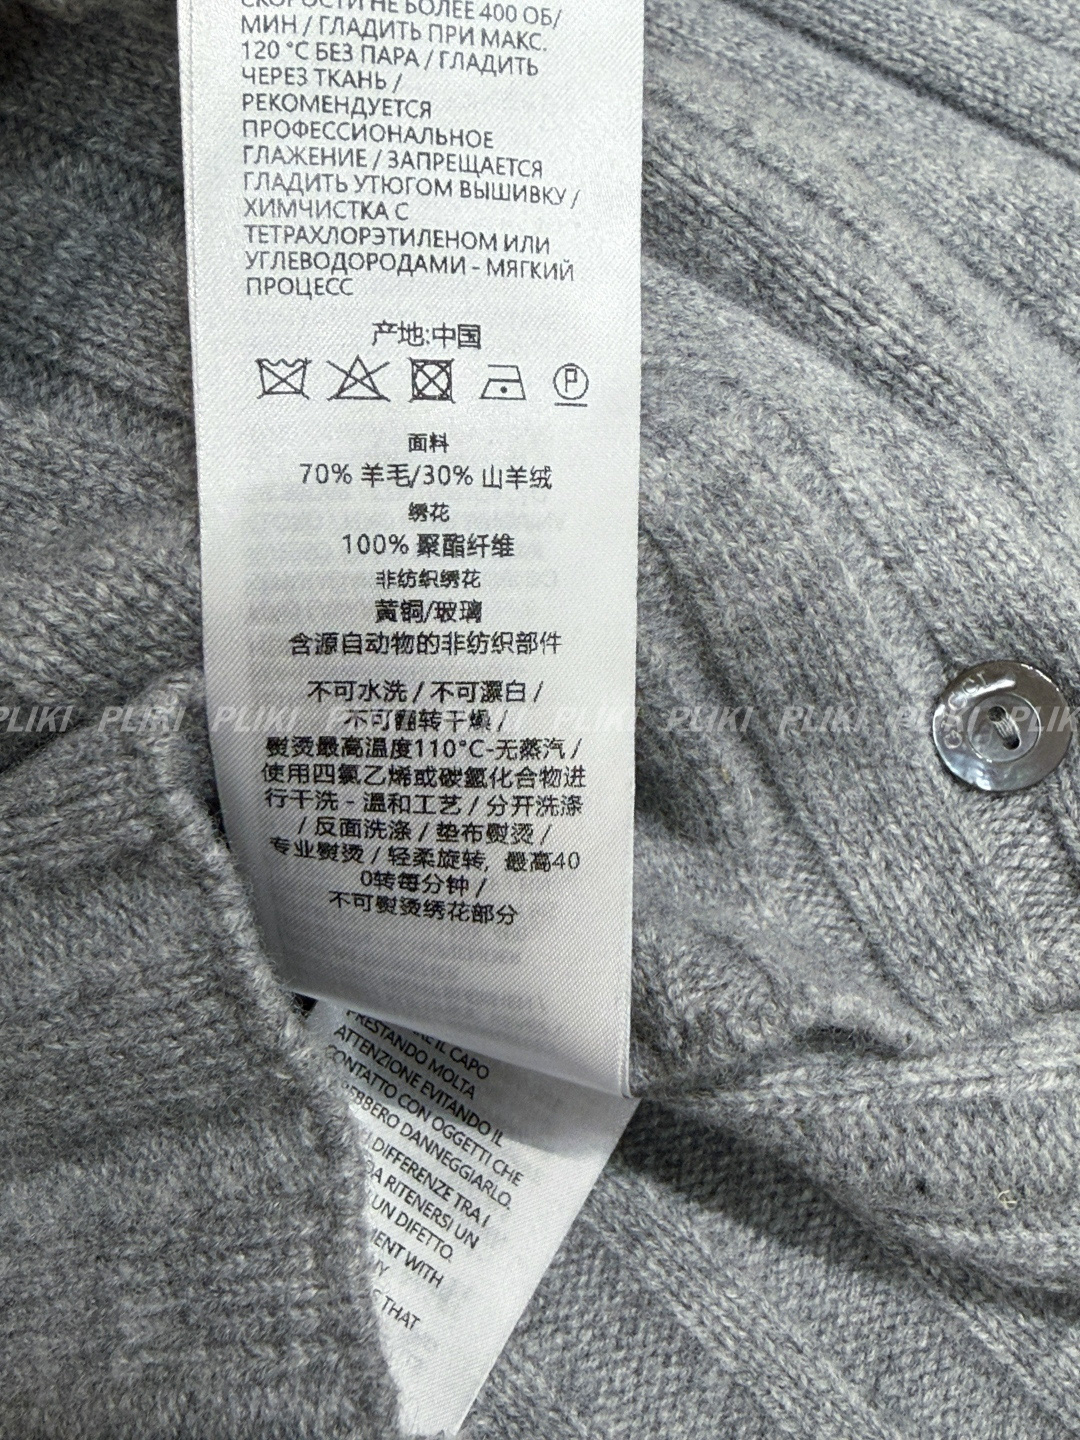 СКОРОСТИ НЕ БОЛЕЕ 400 ОБ/
МИН / ГЛАДИТЬ ПРИ МАКС.
120 °C БЕЗ ПАРА / ГЛАДИТЬ
ЧЕРЕЗ ТКАНЬ /
РЕКОМЕНДУЕТСЯ
ПРОФЕССИОНАЛЬНОЕ
ГЛАЖЕНИЕ / ЗАПРЕЩАЕТСЯ
ГЛАДИТЬ УТЮГОМ ВЫШИВКУ /
ХИМЧИСТКА С
ТЕТРАХЛОРЭТИЛЕНОМ ИЛИ
УГЛЕВОДОРОДАМИ - МЯГКИЙ
ПРОЦЕСС
产地:中国
P
面料
70% 羊毛/30% 山羊绒
绣花
100% 聚酯纤维
非纺织绣花
黄铜/玻璃
含源自动物的非纺织部件
不可水洗 / 不可漂白 /
不可翻转干燥 /
熨烫最高温度110°C-无蒸汽 /
使用四氯乙烯或碳氢化合物进
行干洗 - 温和工艺 / 分开洗涤
/ 反面洗涤 / 垫布熨烫 /
专业熨烫 / 轻柔旋转, 最高40
0转每分钟 /
不可熨烫绣花部分
PLIKI PLIKI PLIKI PLIKI PLIKI PLIKI PLIKI PLIKI PLIKI PLIK
IL CAPO
PRESTANDO MOLTA
ATTENZIONE EVITANDO IL
CONTATTO CON OGGETTI CHE
DANNEGGIARLO.
DIFFERENZE TRA I
DA RITENERSI UN
UN DIFETTO.
WITH
THAT